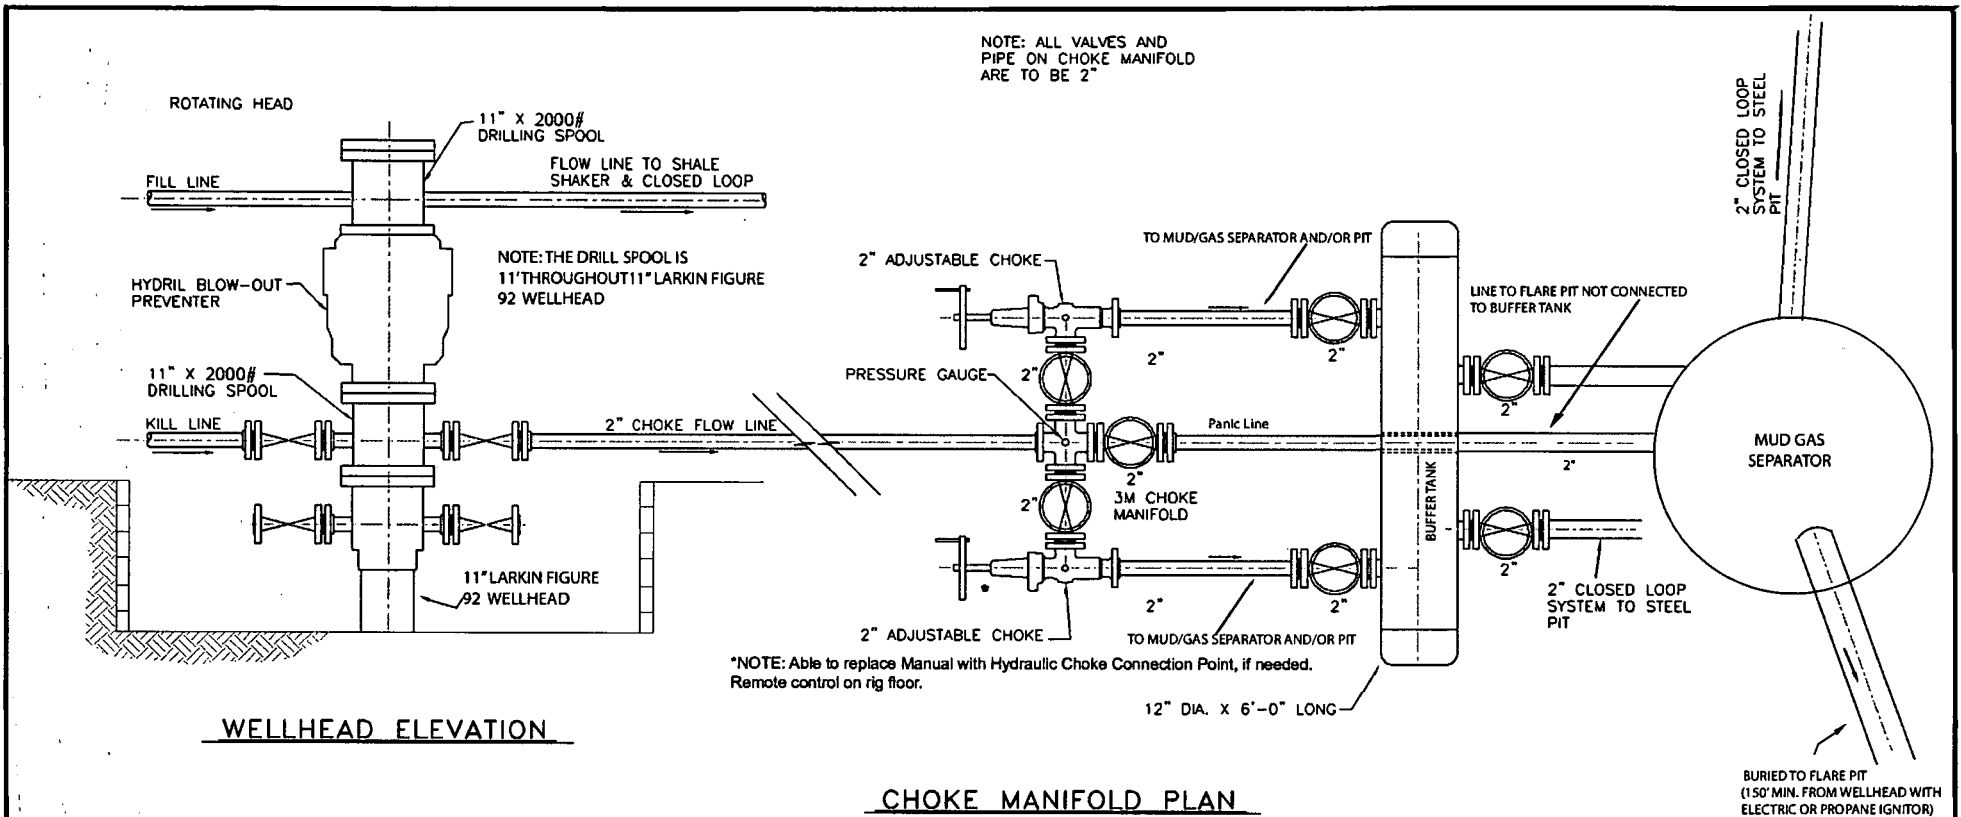 NOTE: ALL VALVES AND
PIPE ON CHOKE MANIFOLD
ARE TO BE 2"
ROTATING HEAD
11" X 2000#
DRILLING SPOOL
FILL LINE
FLOW LINE TO SHALE
SHAKER & CLOSED LOOP
NOTE: THE DRILL SPOOL IS
11'THROUGHOUT11" LARKIN FIGURE
92 WELLHEAD
HYDRIL BLOW-OUT
PREVENTER
11" X 2000#
DRILLING SPOOL
KILL LINE
2" CHOKE FLOW LINE
11" LARKIN FIGURE
92 WELLHEAD
WELLHEAD ELEVATION
2" ADJUSTABLE CHOKE
TO MUD/GAS SEPARATOR AND/OR PIT
2"
2"
2"
PRESSURE GAUGE
Panic Line
2"
2"
3M CHOKE
MANIFOLD
2"
2"
2" ADJUSTABLE CHOKE
TO MUD/GAS SEPARATOR AND/OR PIT
*
*NOTE: Able to replace Manual with Hydraulic Choke Connection Point, if needed.
Remote control on rig floor.
12" DIA. X 6'-0" LONG
BUFFER TANK
LINE TO FLARE PIT NOT CONNECTED
TO BUFFER TANK
2"
2"
2"
2" CLOSED LOOP
SYSTEM TO STEEL
PIT
2" CLOSED LOOP
SYSTEM TO STEEL
PIT
MUD GAS
SEPARATOR
BURIED TO FLARE PIT
(150' MIN. FROM WELLHEAD WITH
ELECTRIC OR PROPANE IGNITOR)
CHOKE MANIFOLD PLAN